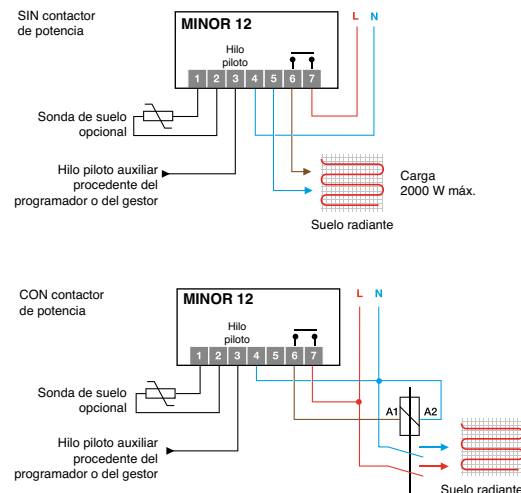 SIN contactor
de potencia
MINOR 12
L N
Hilo
piloto
1 2 3 4 5 6 7
Sonda de suelo
opcional
Hilo piloto auxiliar
procedente del
programador o del gestor
Carga
2000 W máx.
Suelo radiante
CON contactor
de potencia
MINOR 12
L N
Hilo
piloto
1 2 3 4 5 6 7
Sonda de suelo
opcional
A1 A2
Hilo piloto auxiliar
procedente del
programador o del gestor
Suelo radiante